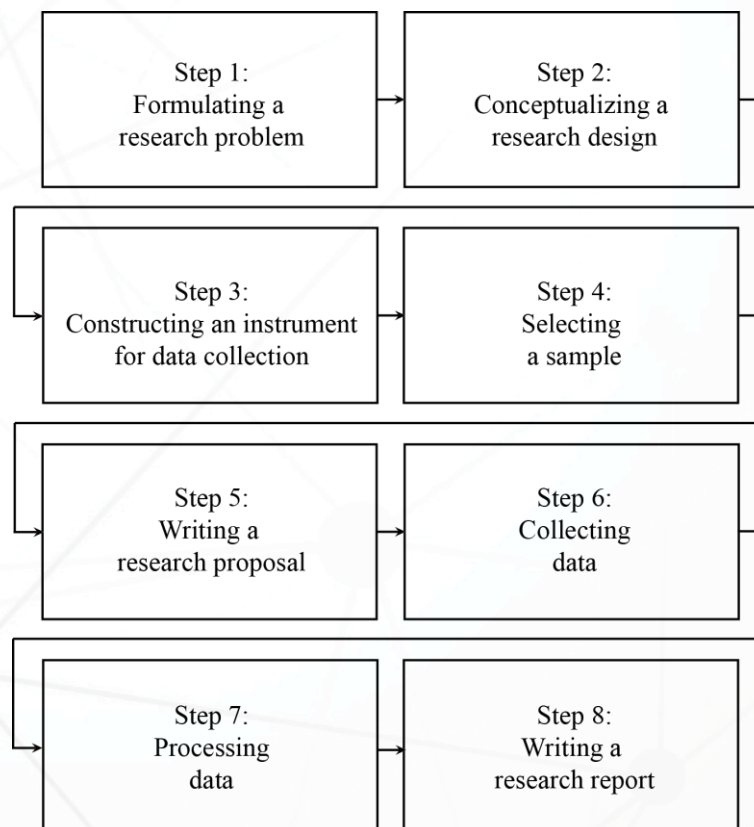 Step 1:
Formulating a
research problem
Step 2:
Conceptualizing a
research design
Step 3:
Constructing an instrument
for data collection
Step 4:
Selecting
a sample
Step 5:
Writing a
research proposal
Step 6:
Collecting
data
Step 7:
Processing
data
Step 8:
Writing a
research report